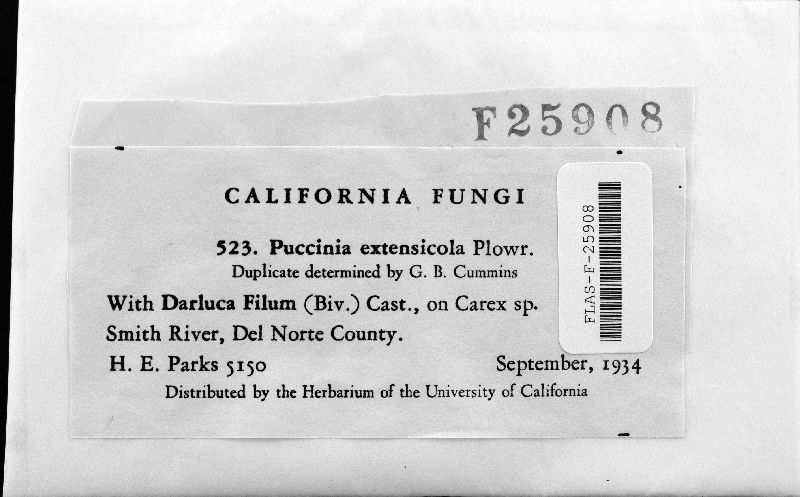 F25908
CALIFORNIA FUNGI
523. Puccinia extensicola Plowr.
Duplicate determined by G. B. Cummins
With Darluca Filum (Biv.) Cast., on Carex sp.
Smith River, Del Norte County.
H. E. Parks 5150 September, 1934
Distributed by the Herbarium of the University of California
FLAS-F-25908